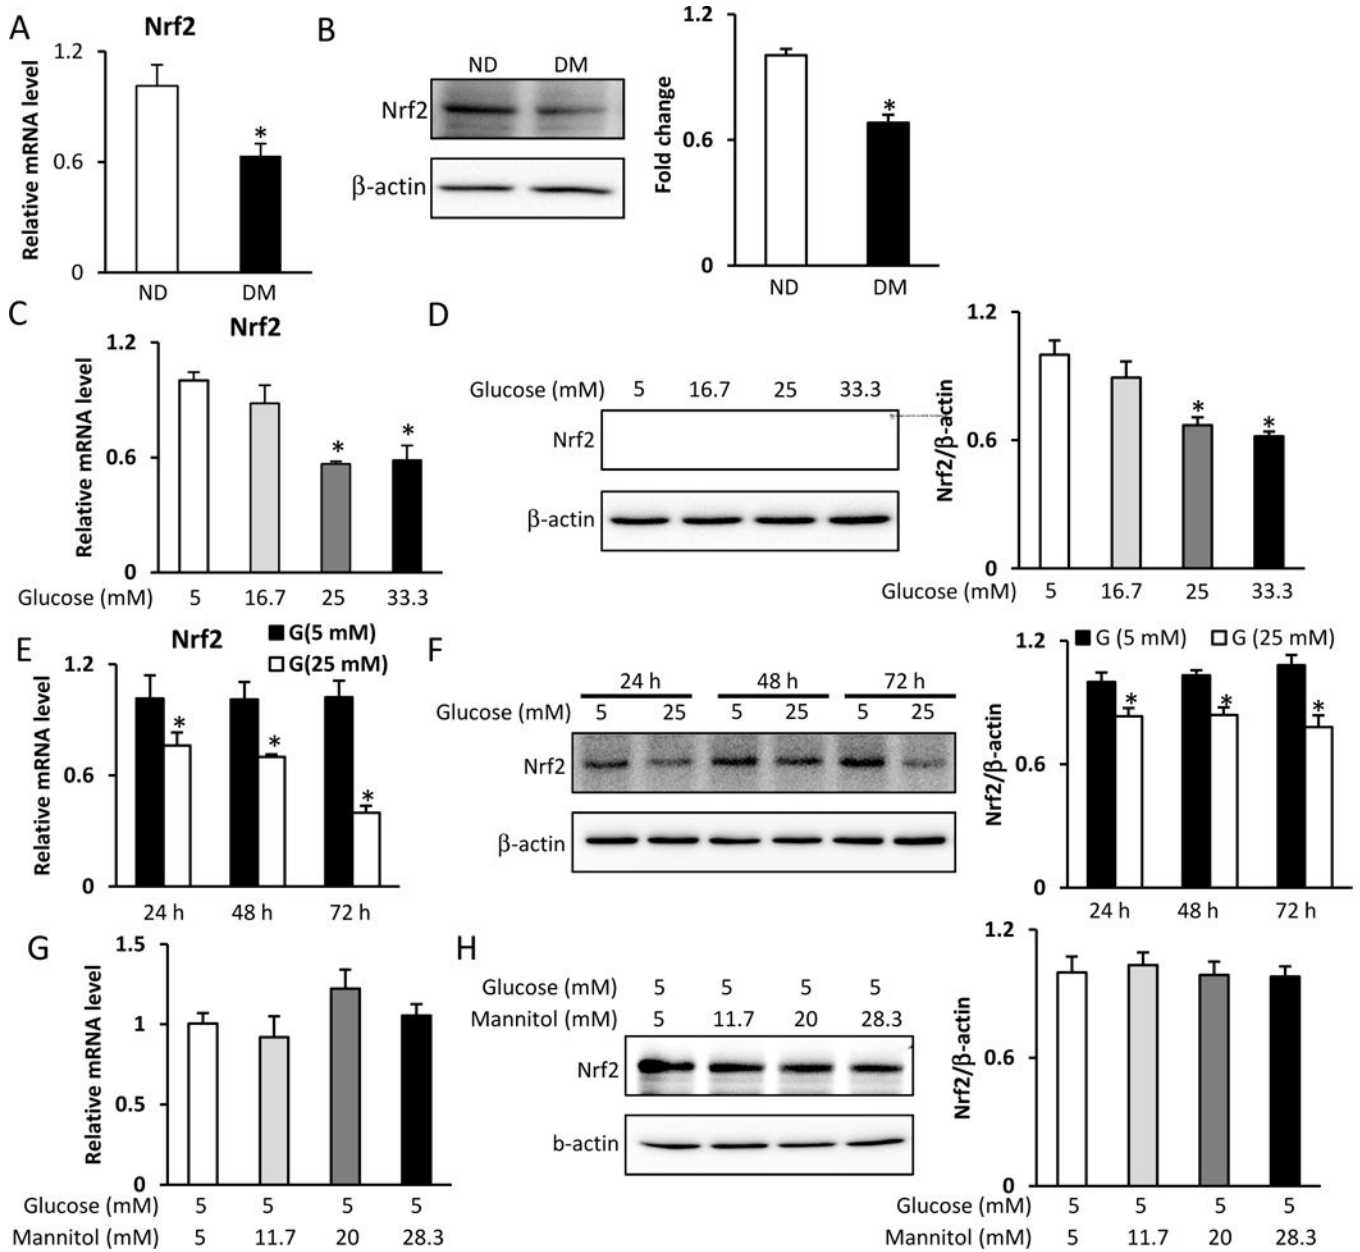 A
Nrf2
Relative mRNA level
1.2
0.6
0
*
ND DM
B
ND DM
Nrf2
β-actin
Fold change
1.2
0.6
0
*
ND DM
C
Nrf2
Relative mRNA level
1.2
0.6
0
* *
Glucose (mM) 5 16.7 25 33.3
D
Glucose (mM) 5 16.7 25 33.3
Nrf2
β-actin
Nrf2/β-actin
1.2
0.6
0
* *
Glucose (mM) 5 16.7 25 33.3
E
Nrf2
G(5 mM)
G(25 mM)
Relative mRNA level
1.2
0.6
0
* * *
24 h 48 h 72 h
F
24 h 48 h 72 h
Glucose (mM) 5 25 5 25 5 25
Nrf2
β-actin
G (5 mM) G (25 mM)
Nrf2/β-actin
1.2
0.6
0
* * *
24 h 48 h 72 h
G
Relative mRNA level
1.5
1
0.5
0
Glucose (mM) 5 5 5 5
Mannitol (mM) 5 11.7 20 28.3
H
Glucose (mM) 5 5 5 5
Mannitol (mM) 5 11.7 20 28.3
Nrf2
b-actin
Nrf2/β-actin
1.2
0.6
0
Glucose (mM) 5 5 5 5
Mannitol (mM) 5 11.7 20 28.3